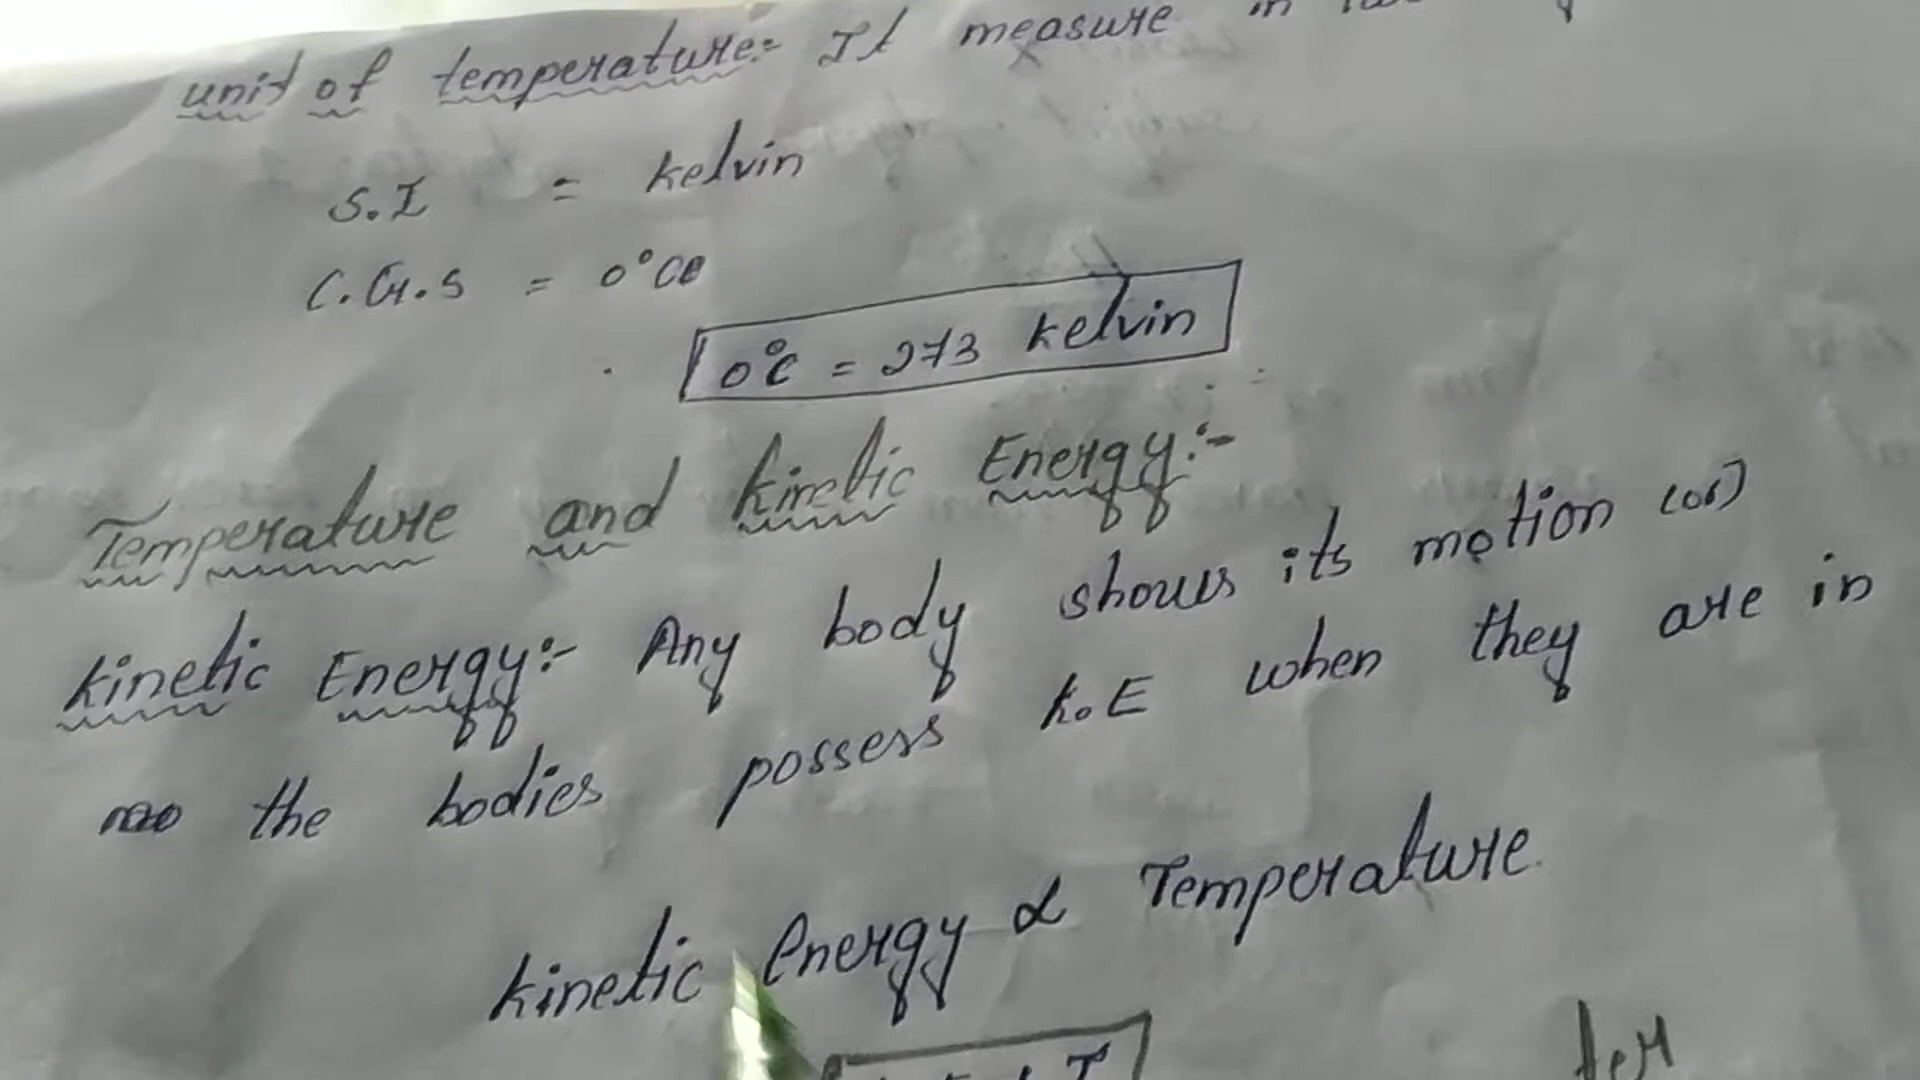 unit of temperature:- It measure in
S.I = kelvin
C.G.S = 0°C
0°C = 273 kelvin
Temperature and kinetic Energy:-
kinetic Energy:- Any body shows its motion (or)
the bodies possess k.E when they are in
kinetic energy ∝ Temperature.
T